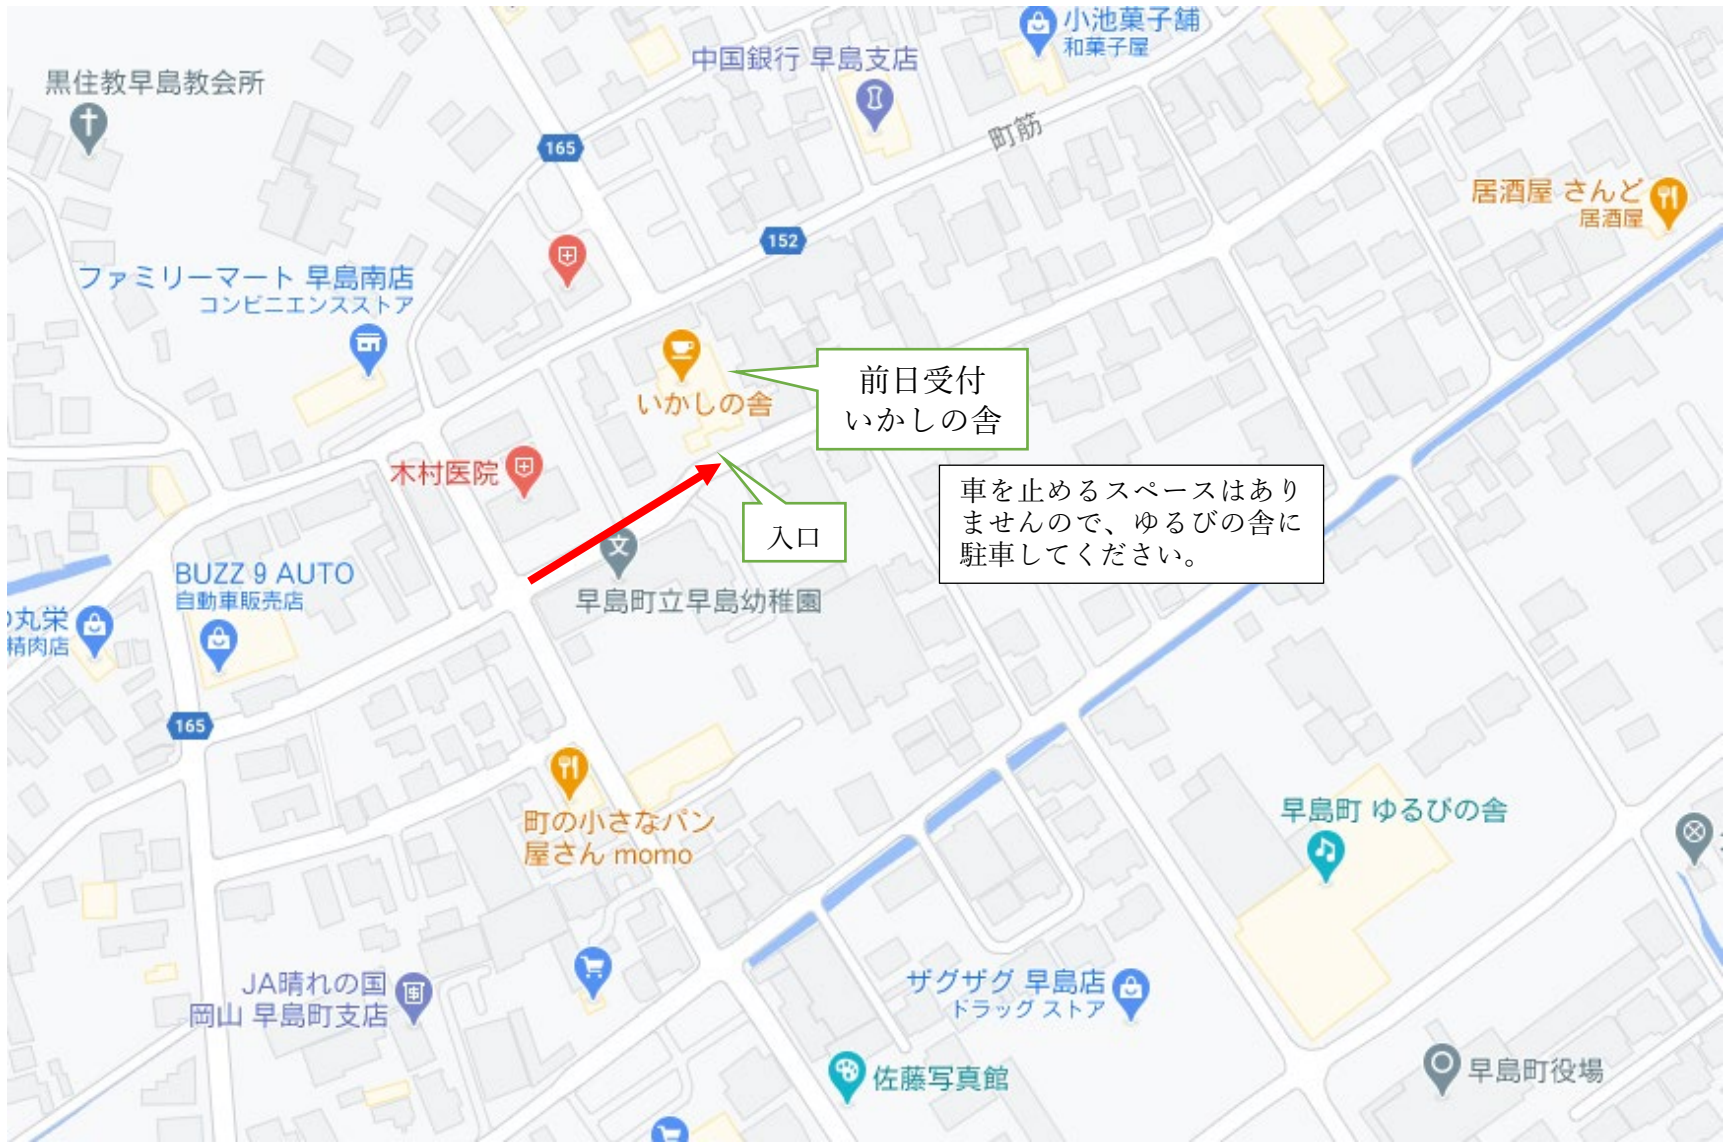 小池菓子舗
和菓子屋
中国銀行 早島支店
黒住教早島教会所
町筋
165
居酒屋 さんど
居酒屋
152
ファミリーマート 早島南店
コンビニエンスストア
前日受付
いかしの舎
いかしの舎
木村医院
車を止めるスペースはあり
ませんので、ゆるびの舎に
駐車してください。
入口
文
BUZZ 9 AUTO
自動車販売店
早島町立早島幼稚園
丸栄
精肉店
165
早島町 ゆるびの舎
町の小さなパン
屋さん momo
JA晴れの国
岡山 早島町支店
ザグザグ 早島店
ドラッグ ストア
佐藤写真館
早島町役場